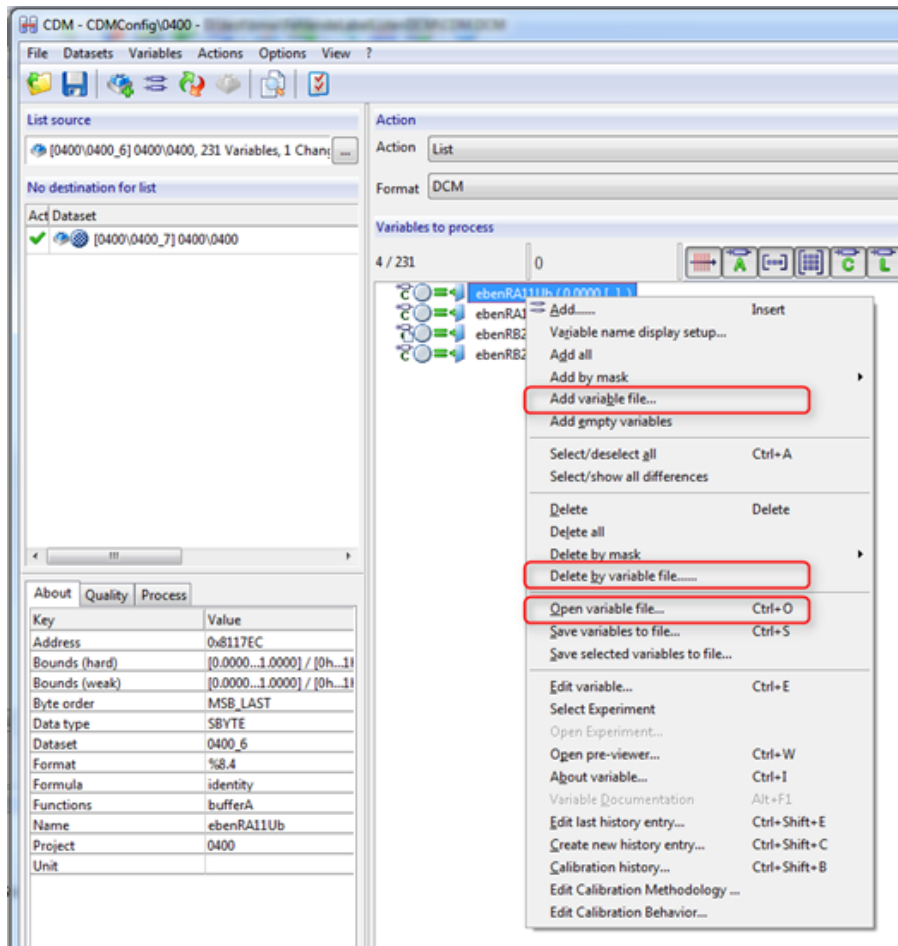 CDM - CDMConfig\0400 -
File Datasets Variables Actions Options View ?
List source
[0400\0400_6] 0400\0400, 231 Variables, 1 Chang ...
No destination for list
Act Dataset
[0400\0400_7] 0400\0400
Action
Action List
Format DCM
Variables to process
4 / 231 0
A C L
ebenRA11Ub ( 0.0000 [ ] )
ebenRA1
ebenRB2
ebenRB2
Add...... Insert
Variable name display setup...
Add all
Add by mask
Add variable file...
Add empty variables
Select/deselect all Ctrl+A
Select/show all differences
Delete Delete
Delete all
Delete by mask
Delete by variable file......
Open variable file... Ctrl+O
Save variables to file... Ctrl+S
Save selected variables to file...
Edit variable... Ctrl+E
Select Experiment
Open Experiment...
Open pre-viewer... Ctrl+W
About variable... Ctrl+I
Variable Documentation Alt+F1
Edit last history entry... Ctrl+Shift+E
Create new history entry... Ctrl+Shift+C
Calibration history... Ctrl+Shift+B
Edit Calibration Methodology ...
Edit Calibration Behavior...
About Quality Process
Key Value
Address 0x8117EC
Bounds (hard) [0.0000...1.0000] / [0h...1h
Bounds (weak) [0.0000...1.0000] / [0h...1h
Byte order MSB_LAST
Data type SBYTE
Dataset 0400_6
Format %8.4
Formula identity
Functions bufferA
Name ebenRA11Ub
Project 0400
Unit